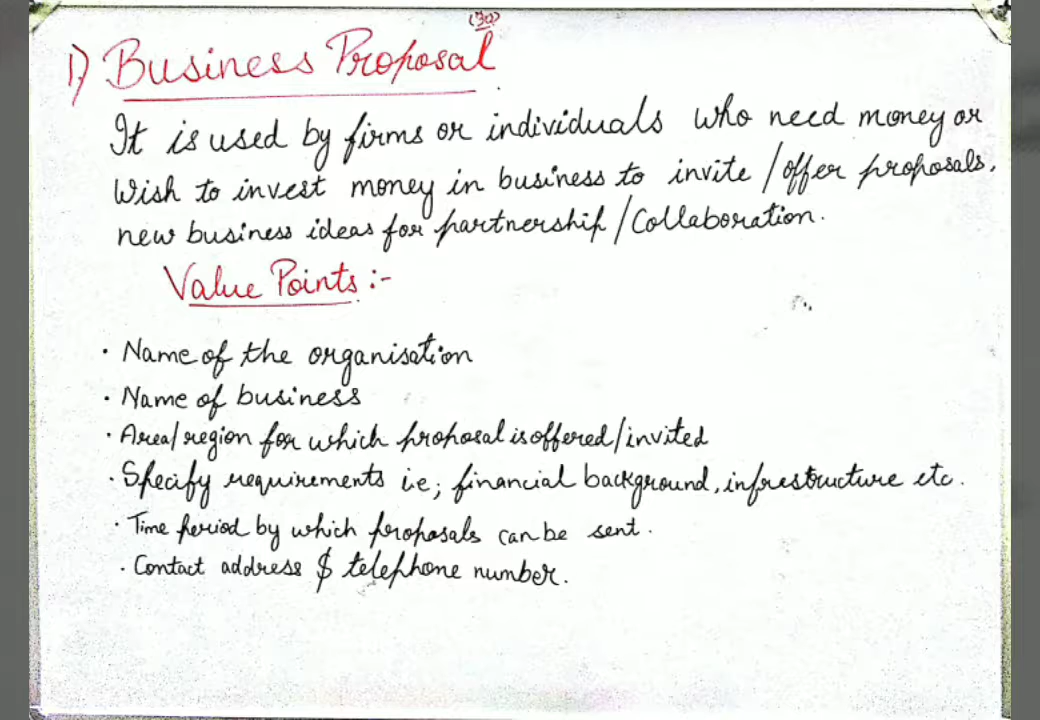 1) Business Proposal
It is used by firms or individuals who need money or
Wish to invest money in business to invite / offer proposals,
new business ideas for partnership / Collaboration.
Value Points :-
· Name of the organisation
· Name of business
· Area/region for which proposal is offered/invited
· Specify requirements i.e; financial background, infrestructure etc.
· Time period by which proposals can be sent.
· Contact address $ telephone number.